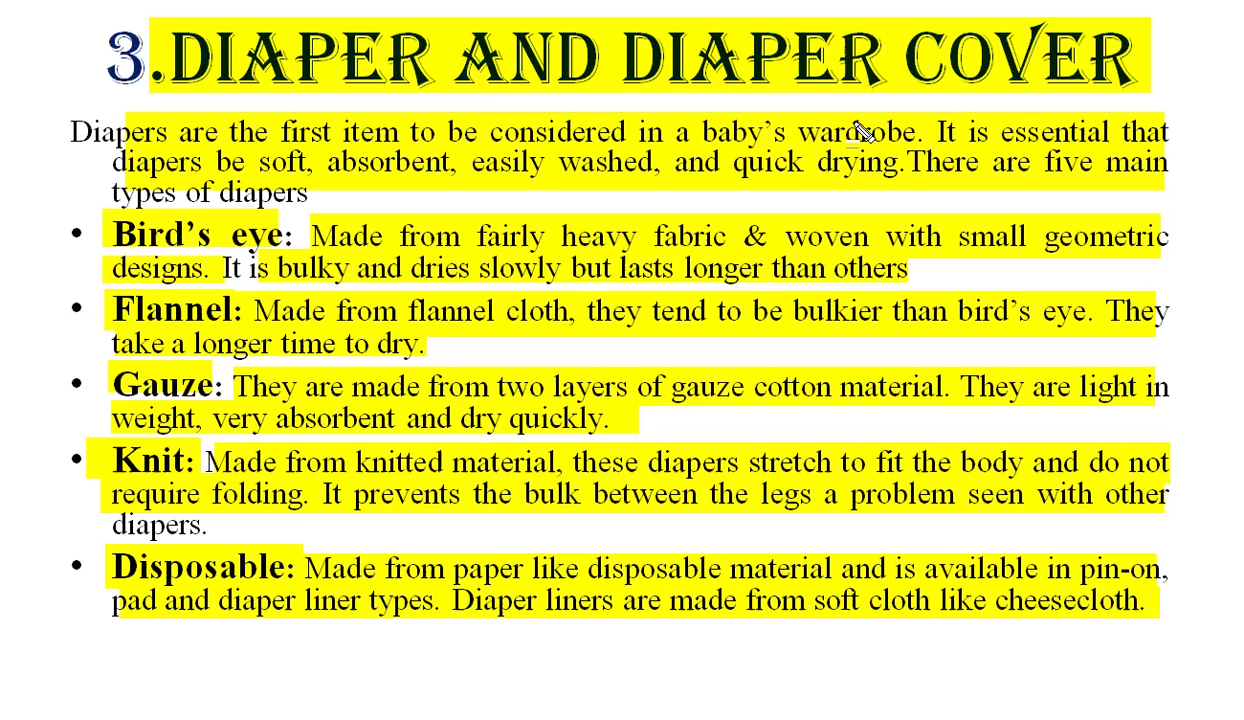 3.DIAPER AND DIAPER COVER
Diapers are the first item to be considered in a baby’s wardrobe. It is essential that
diapers be soft, absorbent, easily washed, and quick drying.There are five main
types of diapers
• Bird’s eye: Made from fairly heavy fabric & woven with small geometric
designs. It is bulky and dries slowly but lasts longer than others
• Flannel: Made from flannel cloth, they tend to be bulkier than bird’s eye. They
take a longer time to dry.
• Gauze: They are made from two layers of gauze cotton material. They are light in
weight, very absorbent and dry quickly.
• Knit: Made from knitted material, these diapers stretch to fit the body and do not
require folding. It prevents the bulk between the legs a problem seen with other
diapers.
• Disposable: Made from paper like disposable material and is available in pin-on,
pad and diaper liner types. Diaper liners are made from soft cloth like cheesecloth.